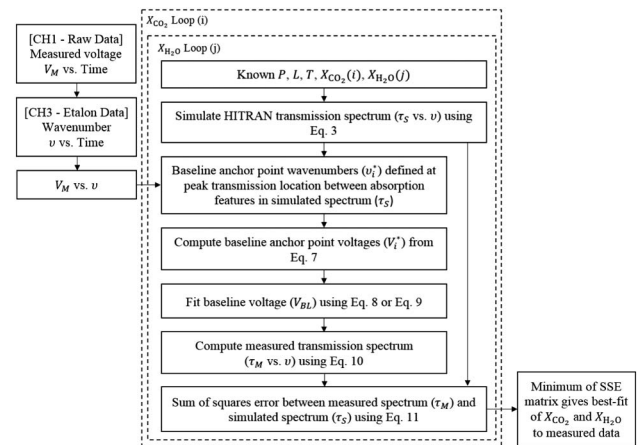 X_CO₂ Loop (i)
[CH1 - Raw Data]
Measured voltage
V_M vs. Time
[CH3 - Etalon Data]
Wavenumber
υ vs. Time
V_M vs. υ
X_H₂O Loop (j)
Known P, L, T, X_CO₂(i), X_H₂O(j)
Simulate HITRAN transmission spectrum (τ_S vs. υ) using
Eq. 3
Baseline anchor point wavenumbers (υ_i^*) defined at
peak transmission location between absorption
features in simulated spectrum (τ_S)
Compute baseline anchor point voltages (V_i^*) from
Eq. 7
Fit baseline voltage (V_BL) using Eq. 8 or Eq. 9
Compute measured transmission spectrum
(τ_M vs. υ) using Eq. 10
Sum of squares error between measured spectrum (τ_M) and
simulated spectrum (τ_S) using Eq. 11
Minimum of SSE
matrix gives best-fit
of X_CO₂ and X_H₂O
to measured data